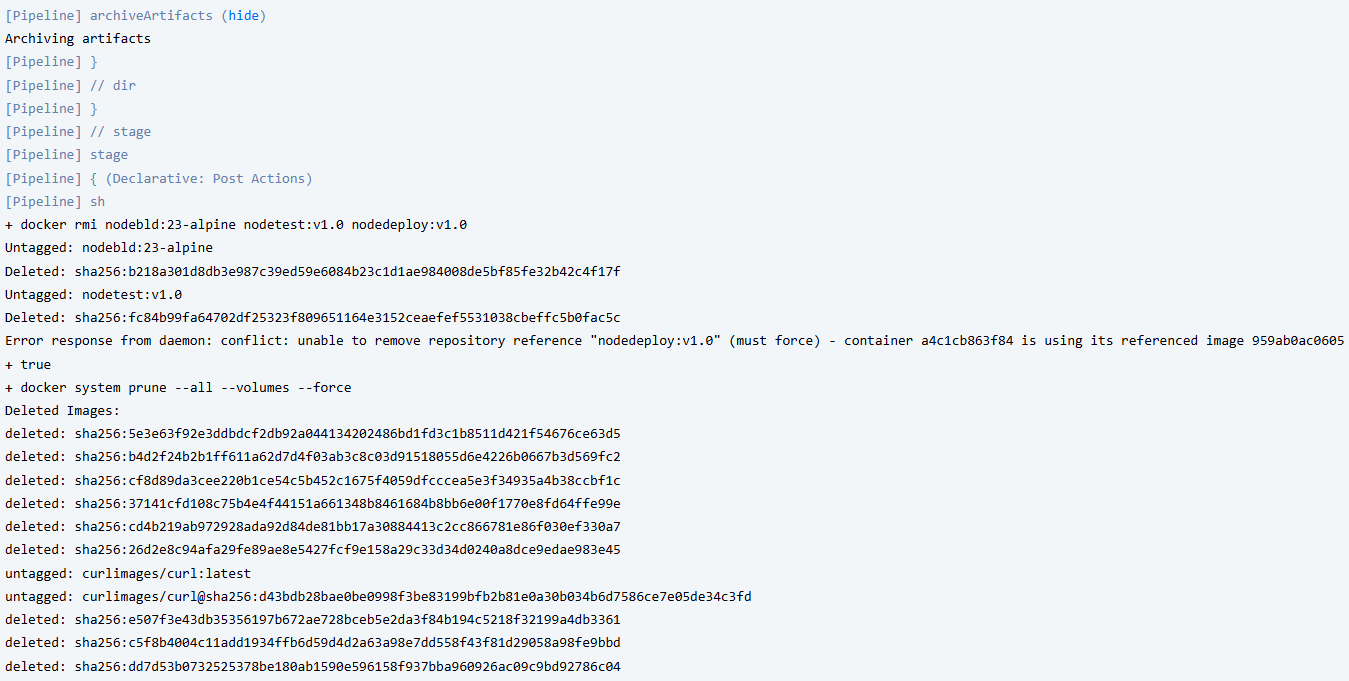 [Pipeline] archiveArtifacts (hide)
Archiving artifacts
[Pipeline] }
[Pipeline] // dir
[Pipeline] }
[Pipeline] // stage
[Pipeline] stage
[Pipeline] { (Declarative: Post Actions)
[Pipeline] sh
+ docker rmi nodebld:23-alpine nodetest:v1.0 nodedeploy:v1.0
Untagged: nodebld:23-alpine
Deleted: sha256:b218a301d8db3e987c39ed59e6084b23c1d1ae984008de5bf85fe32b42c4f17f
Untagged: nodetest:v1.0
Deleted: sha256:fc84b99fa64702df25323f809651164e3152ceaefef5531038cbeffc5b0fac5c
Error response from daemon: conflict: unable to remove repository reference "nodedeploy:v1.0" (must force) - container a4c1cb863f84 is using its referenced image 959ab0ac0605
+ true
+ docker system prune --all --volumes --force
Deleted Images:
deleted: sha256:5e3e63f92e3ddbdcf2db92a044134202486bd1fd3c1b8511d421f54676ce63d5
deleted: sha256:b4d2f24b2b1ff611a62d7d4f03ab3c8c03d91518055d6e4226b0667b3d569fc2
deleted: sha256:cf8d89da3cee220b1ce54c5b452c1675f4059dfcccea5e3f34935a4b38ccbf1c
deleted: sha256:37141cfd108c75b4e4f44151a661348b8461684b8bb6e00f1770e8fd64ffe99e
deleted: sha256:cd4b219ab972928ada92d84de81bb17a30884413c2cc866781e86f030ef330a7
deleted: sha256:26d2e8c94afa29fe89ae8e5427fcf9e158a29c33d34d0240a8dce9edae983e45
untagged: curlimages/curl:latest
untagged: curlimages/curl@sha256:d43bdb28bae0be0998f3be83199bfb2b81e0a30b034b6d7586ce7e05de34c3fd
deleted: sha256:e507f3e43db35356197b672ae728bceb5e2da3f84b194c5218f32199a4db3361
deleted: sha256:c5f8b4004c11add1934ffb6d59d4d2a63a98e7dd558f43f81d29058a98fe9bbd
deleted: sha256:dd7d53b0732525378be180ab1590e596158f937bba960926ac09c9bd92786c04